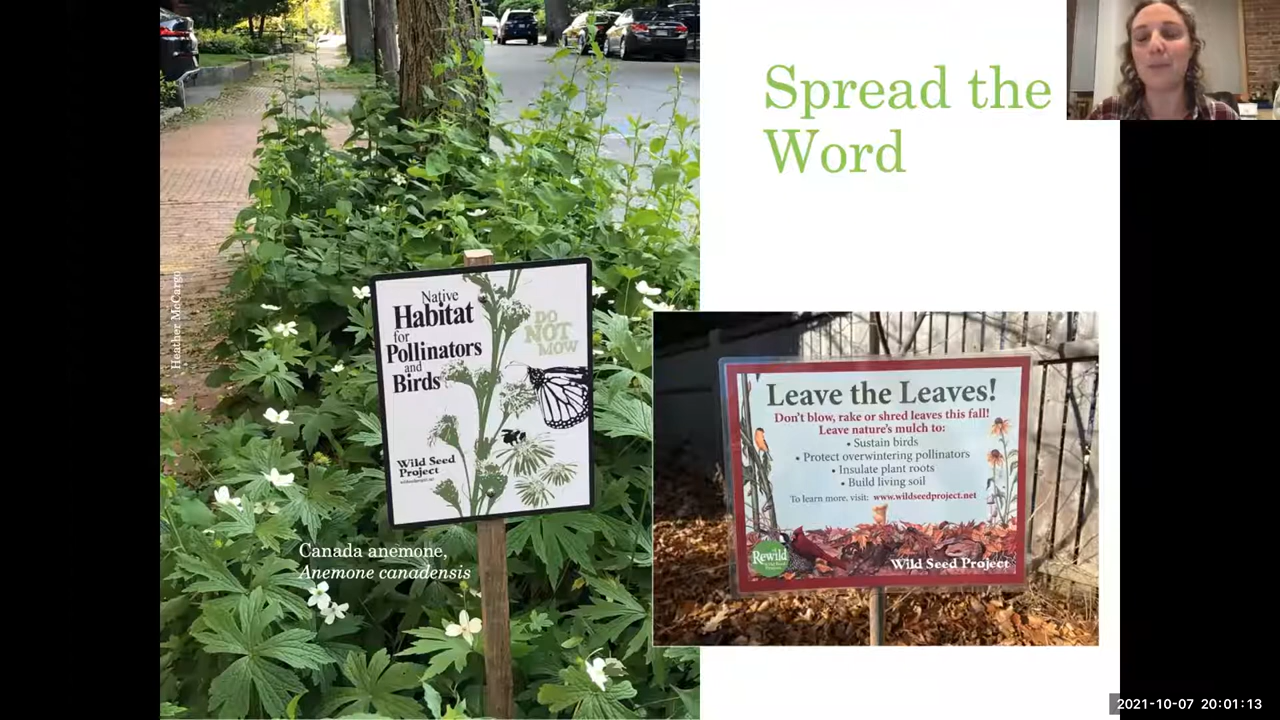 Spread the
Word
Heather McCargo
Native
Habitat
for
Pollinators
and
Birds
DO
NOT
MOW
Wild Seed
Project
wildseedproject.net
Canada anemone,
Anemone canadensis
Leave the Leaves!
Don't blow, rake or shred leaves this fall!
Leave nature's mulch to:
• Sustain birds
• Protect overwintering pollinators
• Insulate plant roots
• Build living soil
To learn more, visit: www.wildseedproject.net
Rewild
Wild Seed Project
2021-10-07 20:01:13